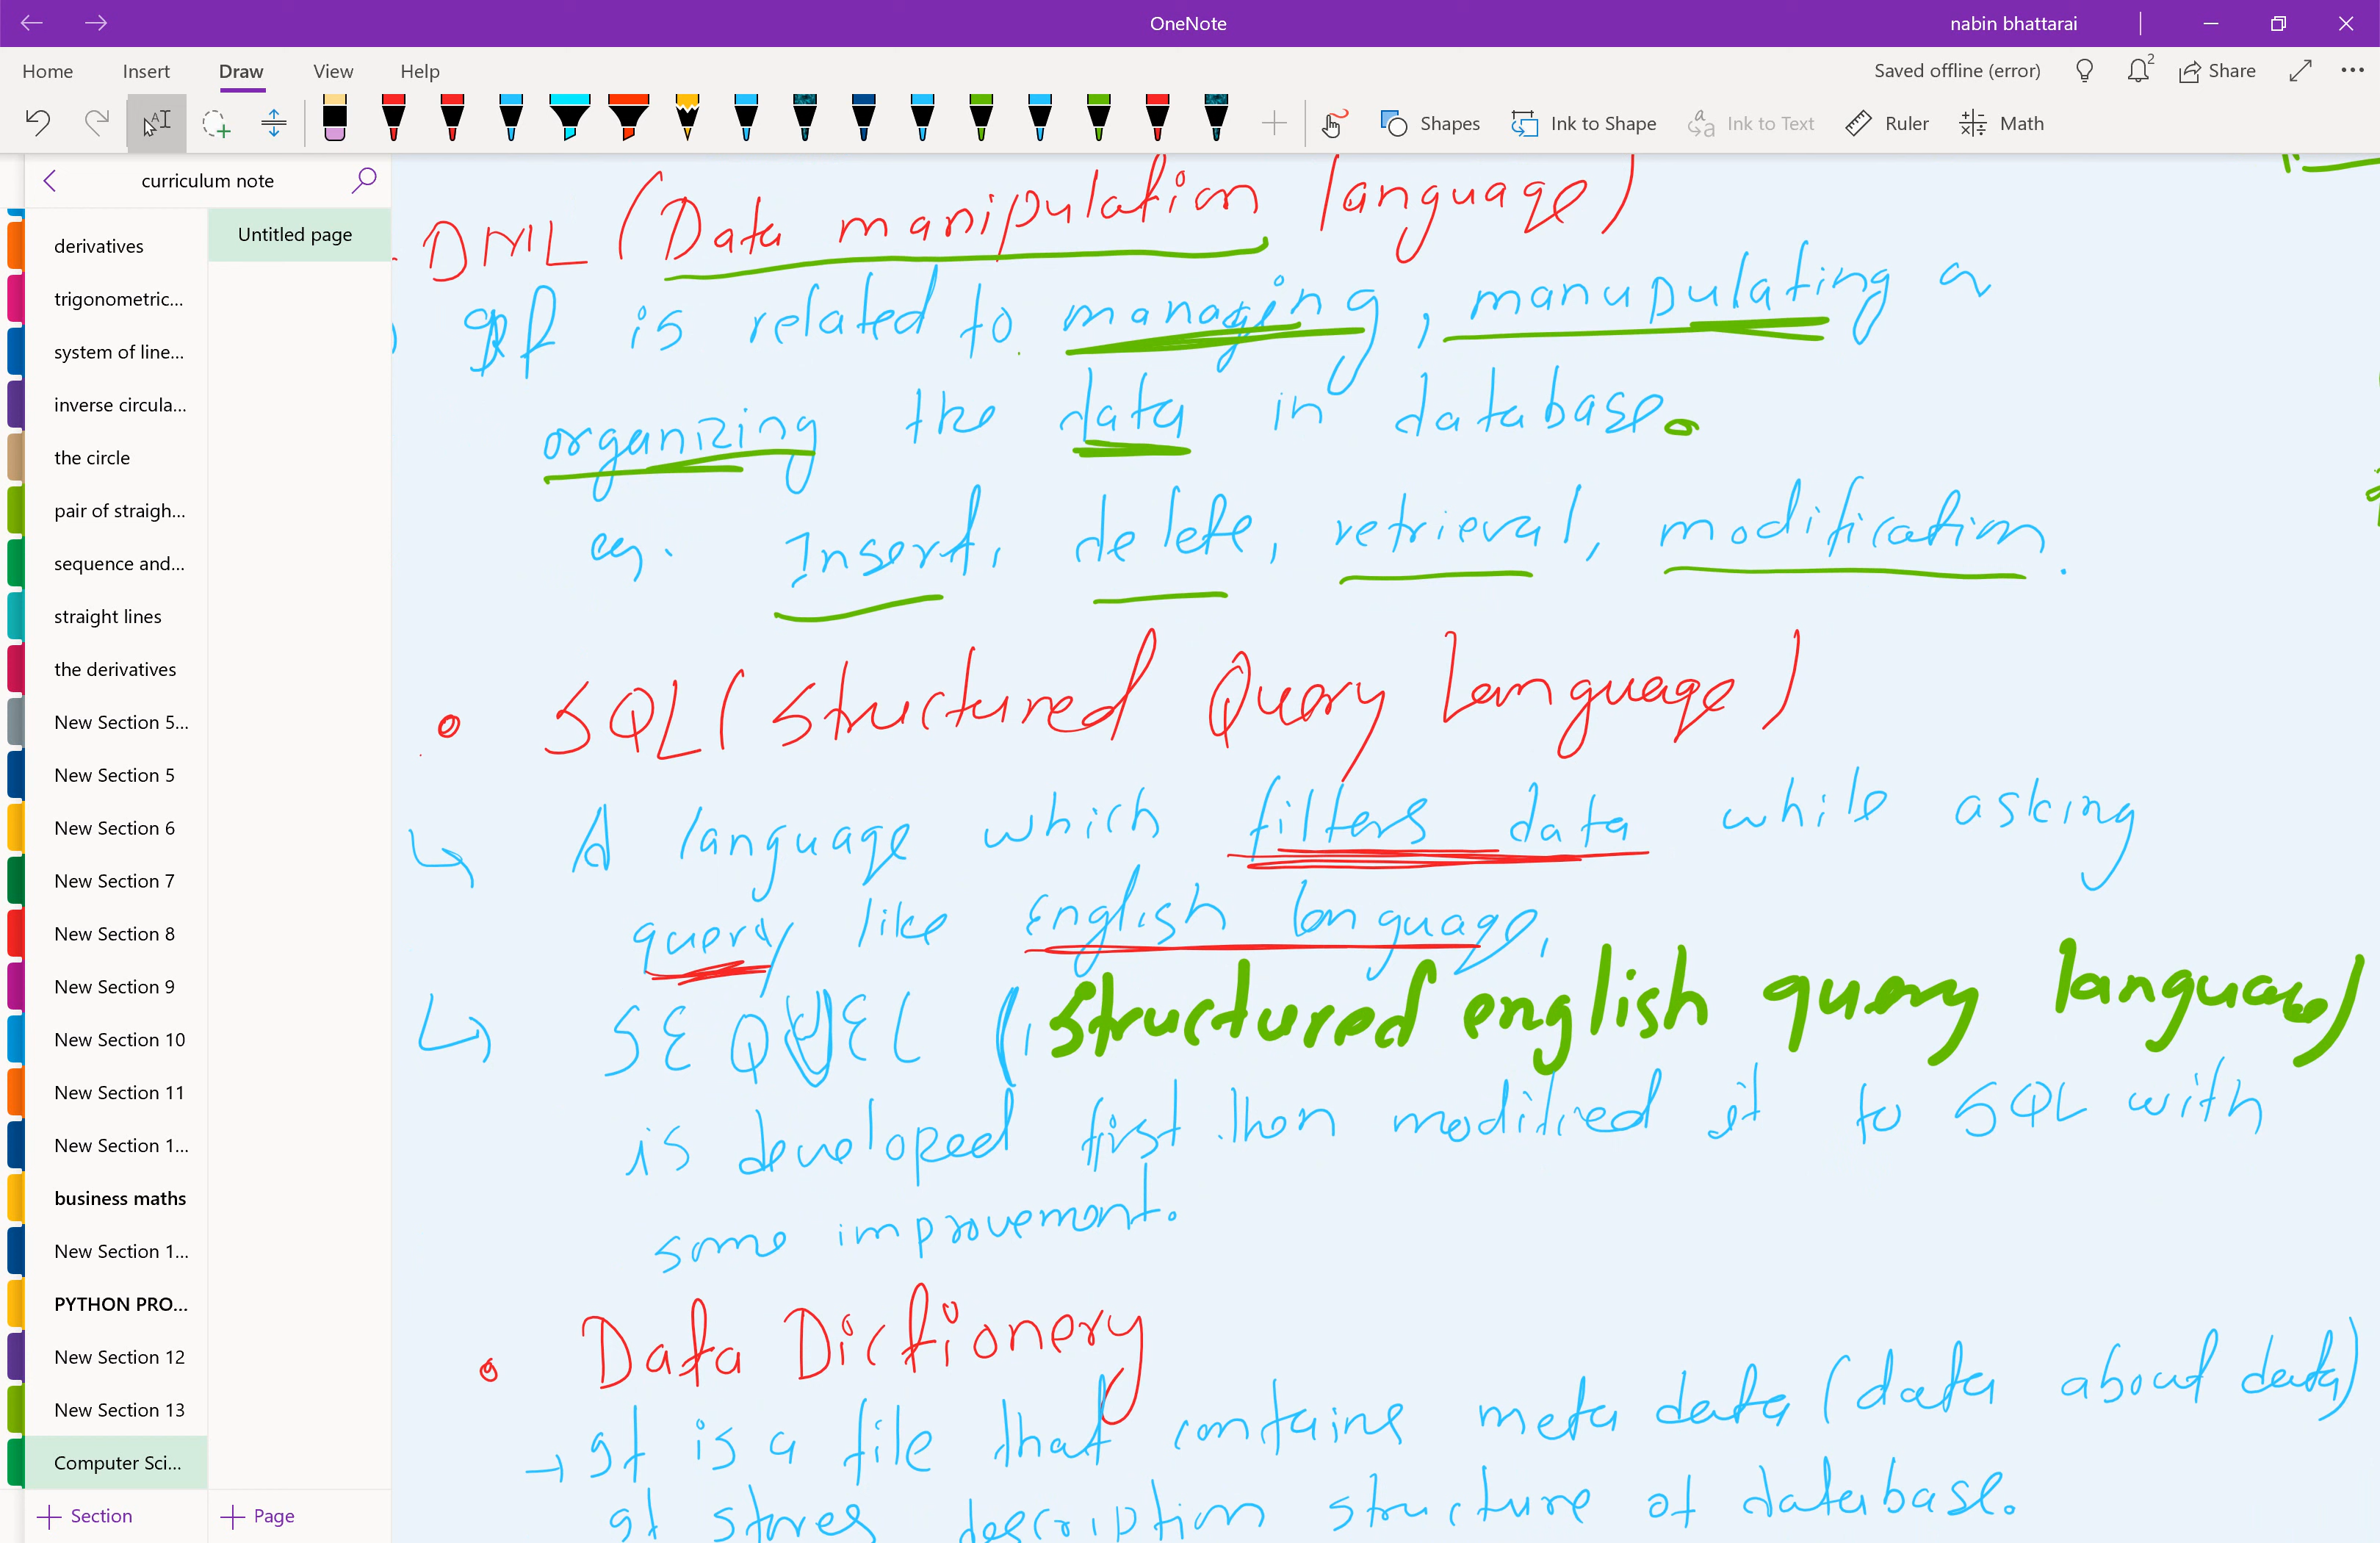 OneNote
nabin bhattarai
Home Insert Draw View Help
Saved offline (error) 2 Share
Shapes Ink to Shape Ink to Text Ruler Math
curriculum note
derivatives
trigonometric...
system of line...
inverse circula...
the circle
pair of straigh...
sequence and...
straight lines
the derivatives
New Section 5...
New Section 5
New Section 6
New Section 7
New Section 8
New Section 9
New Section 10
New Section 11
New Section 1...
business maths
New Section 1...
PYTHON PRO...
New Section 12
New Section 13
Computer Sci...
Section
Untitled page
Page
DML (Data manipulation language)
It is related to managing, manupulating
organizing the data in database.
eg. Insert, delete, retrieval, modification.
• SQL (Structured Query Language)
↳ A language which filters data while asking
query like English language.
↳ SEQUEL (structured english query language)
is developed first then modified it to SQL with
some improvement.
• Data Dictionery
→ It is a file that contains meta data (data about data)
It stores description structure of database.